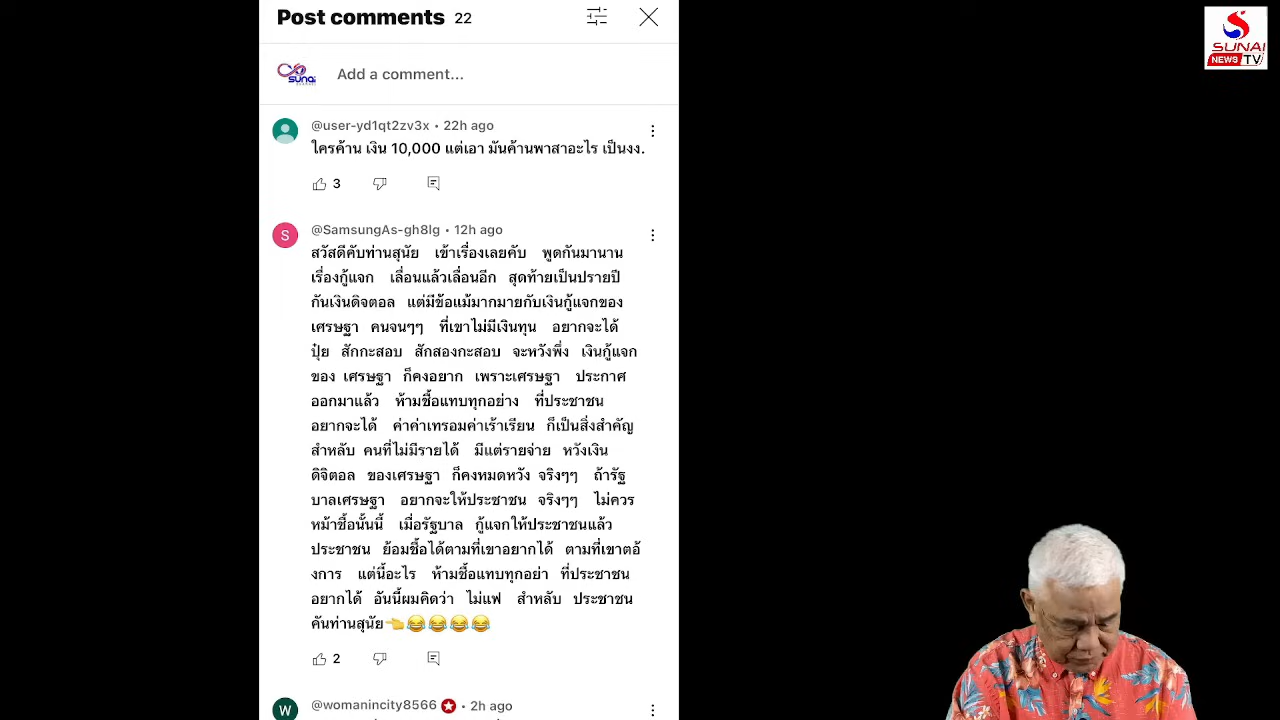 Post comments 22
SUNAI
NEWS TV
Sunai
Add a comment...
@user-yd1qt2zv3x • 22h ago
ใครค้าน เงิน 10,000 แต่เอา มันค้านพาสาอะไร เป็นงง.
3
S
@SamsungAs-gh8lg • 12h ago
สวัสดีคับท่านสุนัย เข้าเรื่องเลยคับ พูดกันมานาน
เรื่องกู้แจก เลื่อนแล้วเลื่อนอีก สุดท้ายเป็นปรายปี
กันเงินดิจตอล แต่มีข้อแม้มากมายกับเงินกู้แจกของ
เศรษฐา คนจนๆๆ ที่เขาไม่มีเงินทุน อยากจะได้
ปุ๋ย สักกะสอบ สักสองกะสอบ จะหวังพึ่ง เงินกู้แจก
ของ เศรษฐา ก็คงอยาก เพราะเศรษฐา ประกาศ
ออกมาแล้ว ห้ามชื้อแทบทุกอย่าง ที่ประชาชน
อยากจะได้ ค่าค่าเทรอมค่าเร้าเรียน ก็เป็นสิ่งสำคัญ
สำหลับ คนที่ไม่มีรายได้ มีแต่รายจ่าย หวังเงิน
ดิจิตอล ของเศรษฐา ก็คงหมดหวัง จริงๆๆ ถ้ารัฐ
บาลเศรษฐา อยากจะให้ประชาชน จริงๆๆ ไม่ควร
หม้าชื้อนั้นนี้ เมื่อรัฐบาล กู้แจกให้ประชาชนแล้ว
ประชาชน ย้อมชื้อได้ตามที่เขาอยากได้ ตามที่เขาตอ้
งการ แต่นี้อะไร ห้ามชื้อแทบทุกอย่า ที่ประชาชน
อยากได้ อันนี้ผมคิดว่า ไม่แฟ สำหลับ ประชาชน
คันท่านสุนัย👈😂😂😂😂
2
W
@womanincity8566 • 2h ago